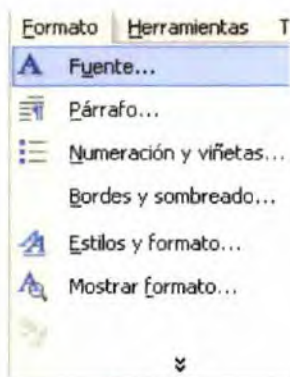 Formato Herramientas T
Fuente...
Párrafo...
Numeración y viñetas...
Bordes y sombreado...
Estilos y formato...
Mostrar formato...